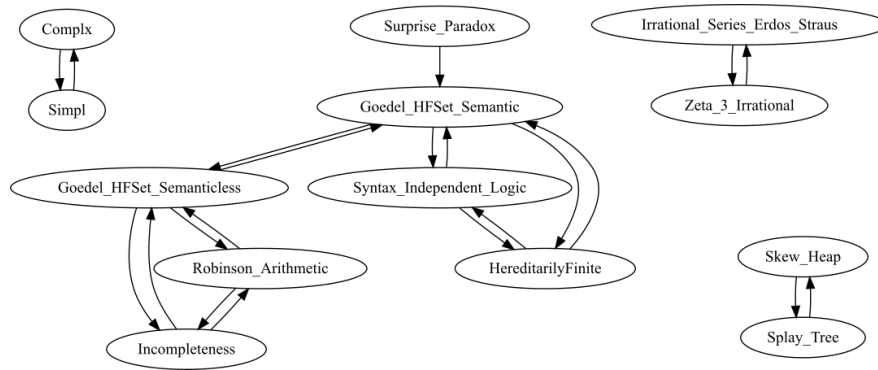 Complx
Surprise_Paradox
Irrational_Series_Erdos_Straus
Simpl
Goedel_HFSet_Semantic
Zeta_3_Irrational
Goedel_HFSet_Semanticless
Syntax_Independent_Logic
Robinson_Arithmetic
HereditarilyFinite
Skew_Heap
Incompleteness
Splay_Tree